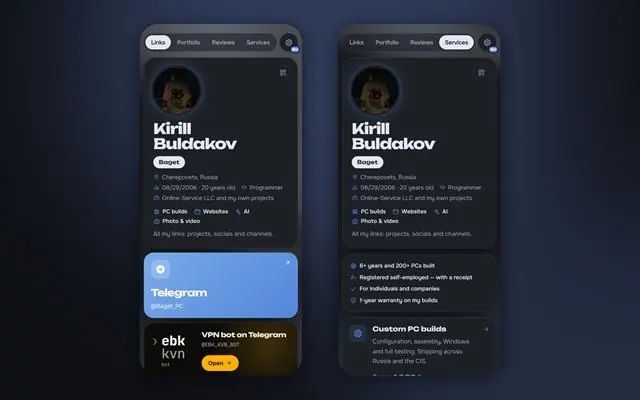 Links
Portfolio
Reviews
Services
Kirill
Buldakov
Baget
Cherepovets, Russia
08/29/2006 · 20 years old
Programmer
Online-Service LLC and my own projects
PC builds
Websites
AI
Photo & video
All my links: projects, socials and channels.
Telegram
@Baget_PC
ebk
kvn
bot
VPN bot on Telegram
@EBK_KVN_BOT
Open →
Links
Portfolio
Reviews
Services
Kirill
Buldakov
Baget
Cherepovets, Russia
08/29/2006 · 20 years old
Programmer
Online-Service LLC and my own projects
PC builds
Websites
AI
Photo & video
All my links: projects, socials and channels.
6+ years and 200+ PCs built
Registered self-employed — with a receipt
For individuals and companies
1-year warranty on my builds
Custom PC builds
Configuration, assembly, Windows
and full testing. Shipping across
Russia and the CIS.